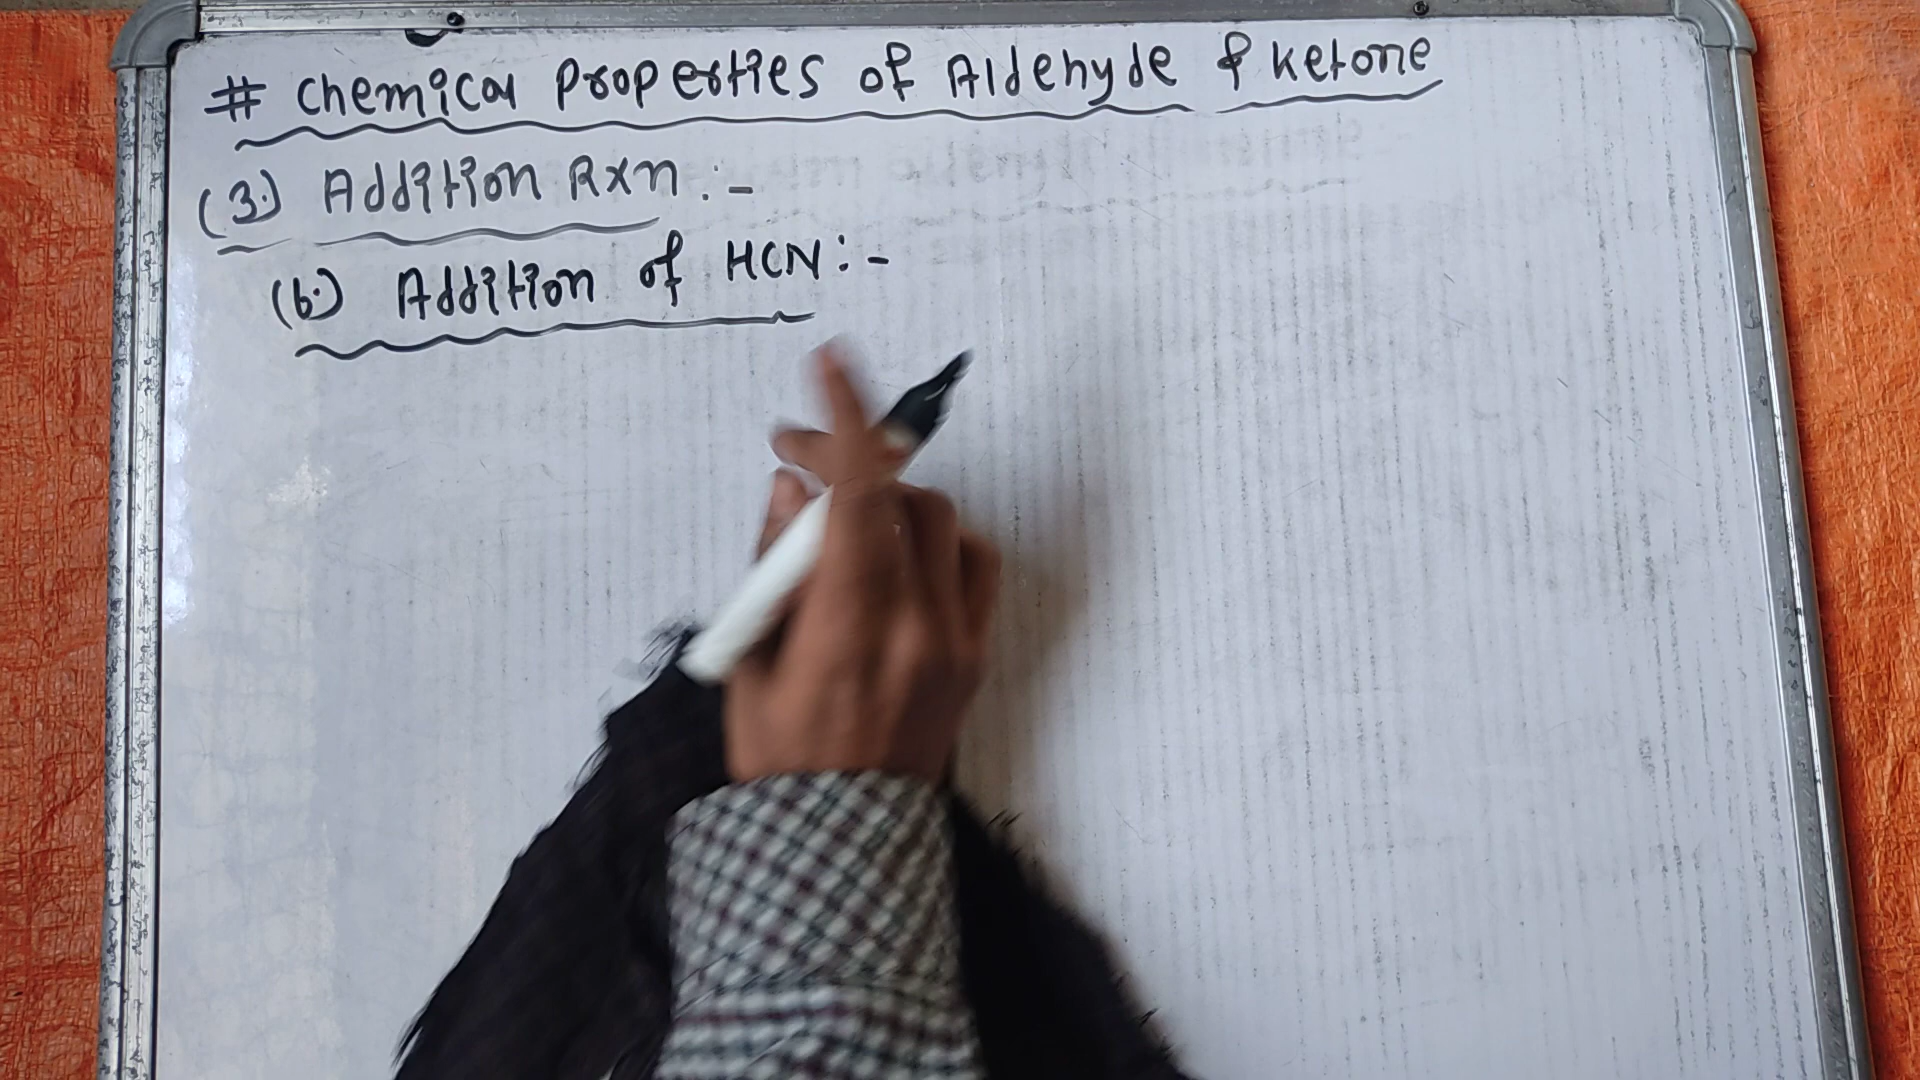 # Chemical Properties of Aldehyde & Ketone
(3.) Addition Rxn :-
(b.) Addition of HCN :-